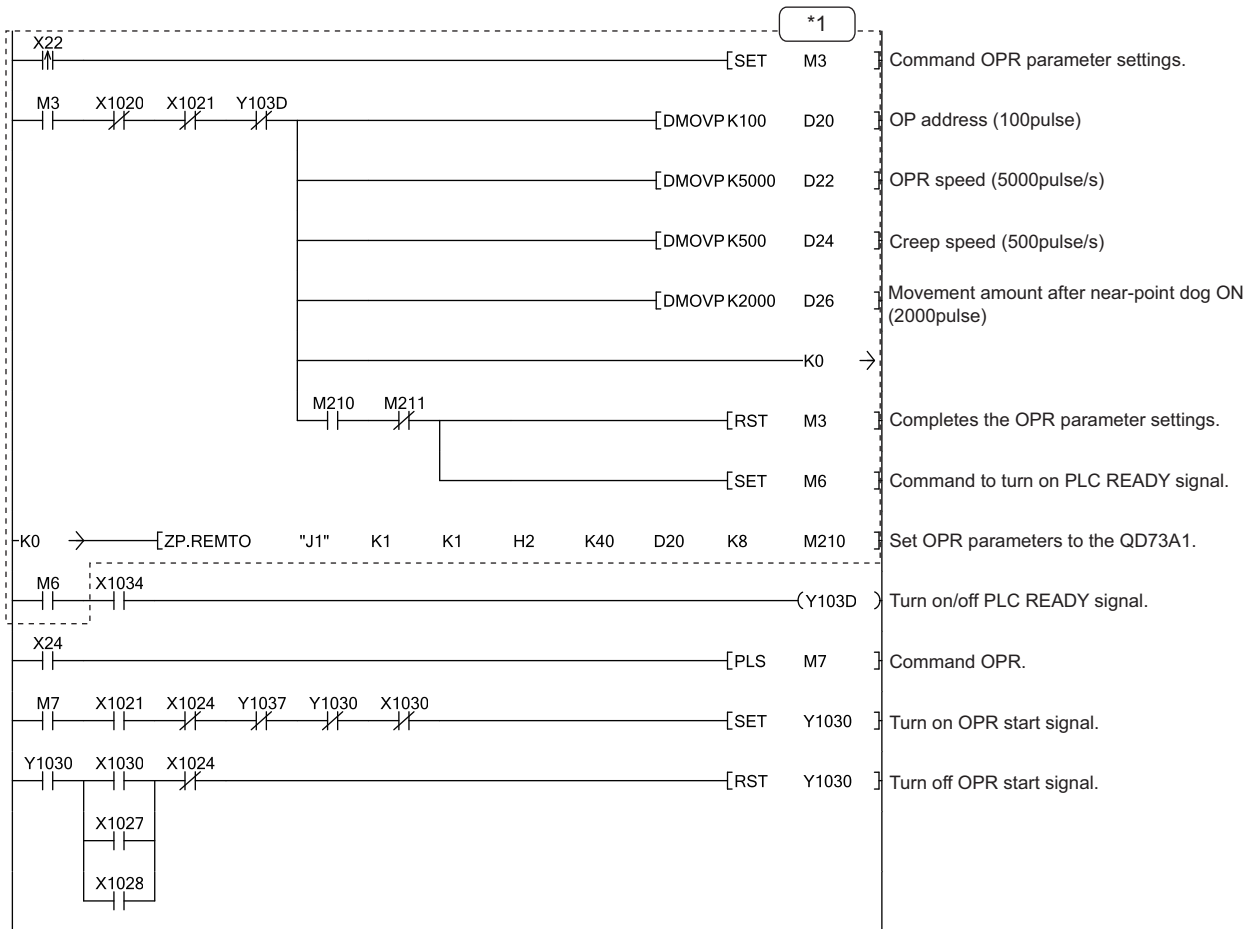 *1
X22
[SET M3 ] Command OPR parameter settings.
M3 X1020 X1021 Y103D
[DMOVP K100 D20 ] OP address (100pulse)
[DMOVP K5000 D22 ] OPR speed (5000pulse/s)
[DMOVP K500 D24 ] Creep speed (500pulse/s)
[DMOVP K2000 D26 ] Movement amount after near-point dog ON
(2000pulse)
K0
M210 M211
[RST M3 ] Completes the OPR parameter settings.
[SET M6 ] Command to turn on PLC READY signal.
K0 [ZP.REMTO "J1" K1 K1 H2 K40 D20 K8 M210 ] Set OPR parameters to the QD73A1.
M6 X1034
(Y103D ) Turn on/off PLC READY signal.
X24
[PLS M7 ] Command OPR.
M7 X1021 X1024 Y1037 Y1030 X1030
[SET Y1030 ] Turn on OPR start signal.
Y1030 X1030 X1024
[RST Y1030 ] Turn off OPR start signal.
X1027
X1028